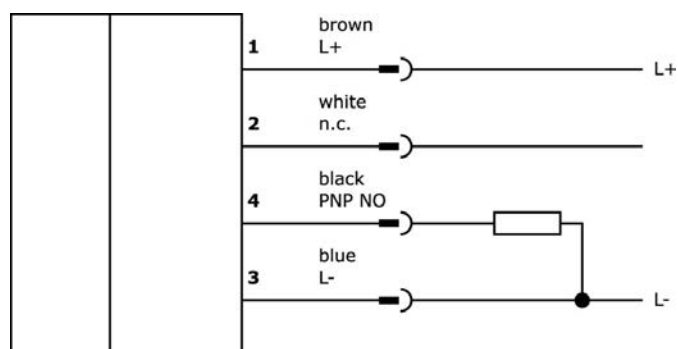 brown
1 L+
L+
white
2 n.c.
black
4 PNP NO
blue
3 L-
L-